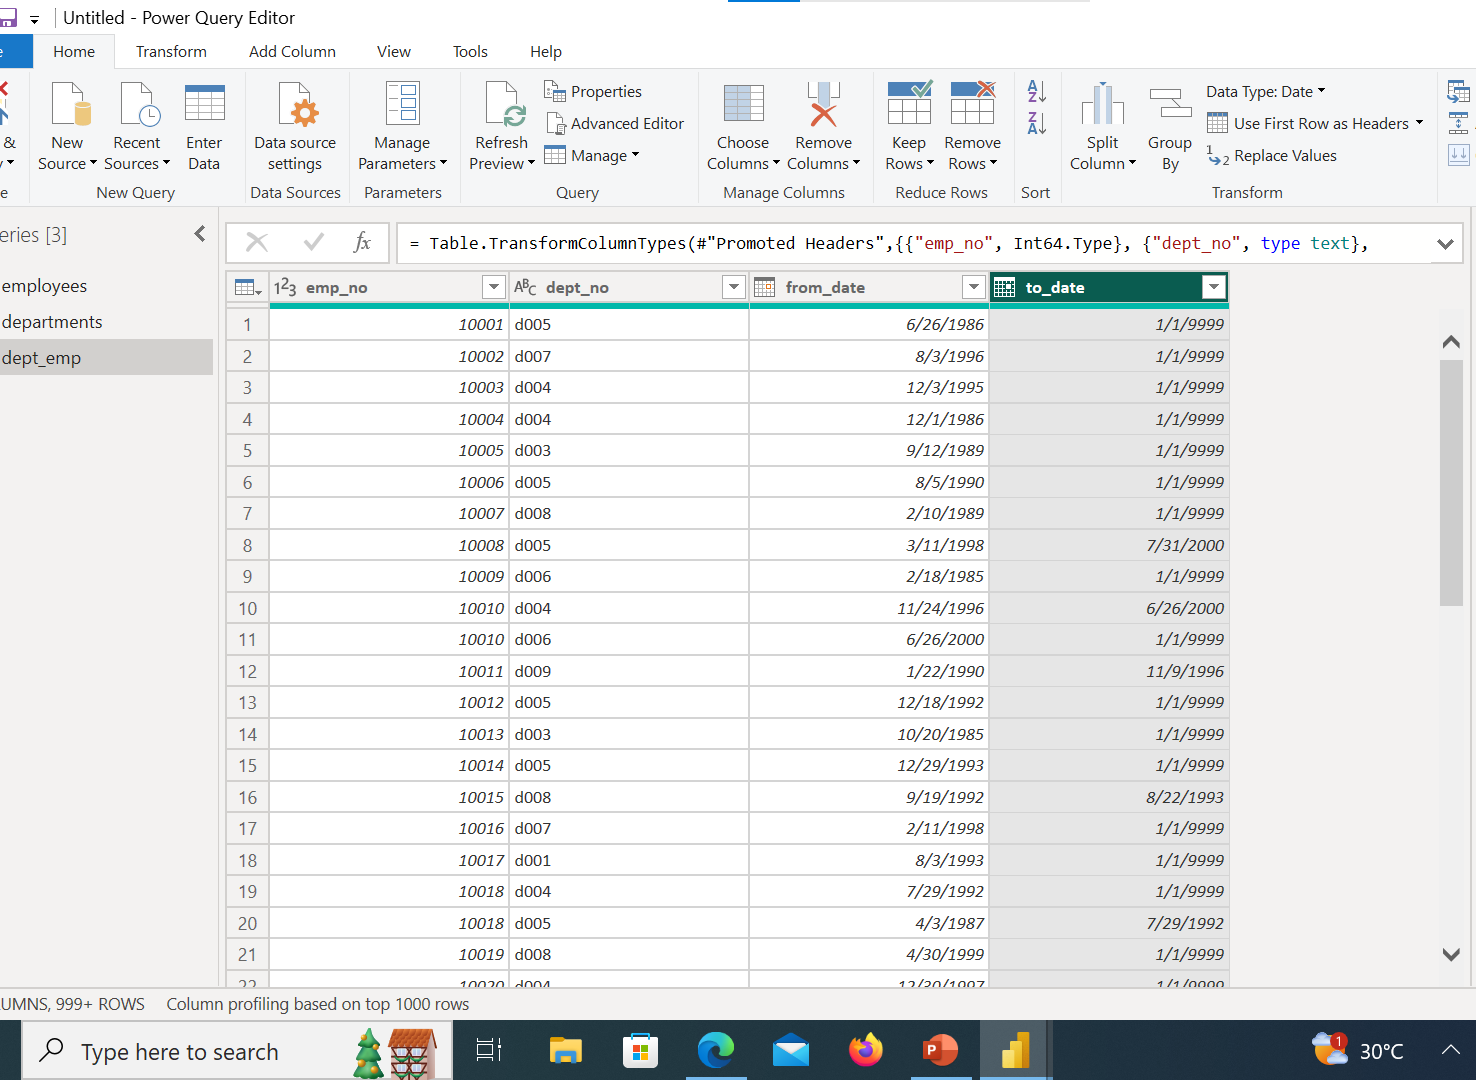 Untitled - Power Query Editor
Home Transform Add Column View Tools Help
New Source
Recent Sources
Enter Data
New Query
Data source settings
Data Sources
Manage Parameters
Parameters
Refresh Preview
Properties
Advanced Editor
Manage
Query
Choose Columns
Remove Columns
Manage Columns
Keep Rows
Remove Rows
Reduce Rows
Sort
Split Column
Group By
Data Type: Date
Use First Row as Headers
Replace Values
Transform
eries [3]
employees
departments
dept_emp
fx = Table.TransformColumnTypes(#"Promoted Headers",{{"emp_no", Int64.Type}, {"dept_no", type text},
123 emp_no ABC dept_no from_date to_date
1 10001 d005 6/26/1986 1/1/9999
2 10002 d007 8/3/1996 1/1/9999
3 10003 d004 12/3/1995 1/1/9999
4 10004 d004 12/1/1986 1/1/9999
5 10005 d003 9/12/1989 1/1/9999
6 10006 d005 8/5/1990 1/1/9999
7 10007 d008 2/10/1989 1/1/9999
8 10008 d005 3/11/1998 7/31/2000
9 10009 d006 2/18/1985 1/1/9999
10 10010 d004 11/24/1996 6/26/2000
11 10010 d006 6/26/2000 1/1/9999
12 10011 d009 1/22/1990 11/9/1996
13 10012 d005 12/18/1992 1/1/9999
14 10013 d003 10/20/1985 1/1/9999
15 10014 d005 12/29/1993 1/1/9999
16 10015 d008 9/19/1992 8/22/1993
17 10016 d007 2/11/1998 1/1/9999
18 10017 d001 8/3/1993 1/1/9999
19 10018 d004 7/29/1992 1/1/9999
20 10018 d005 4/3/1987 7/29/1992
21 10019 d008 4/30/1999 1/1/9999
22 10020 d004 12/30/1997 1/1/9999
UMNS, 999+ ROWS Column profiling based on top 1000 rows
Type here to search
1 30°C